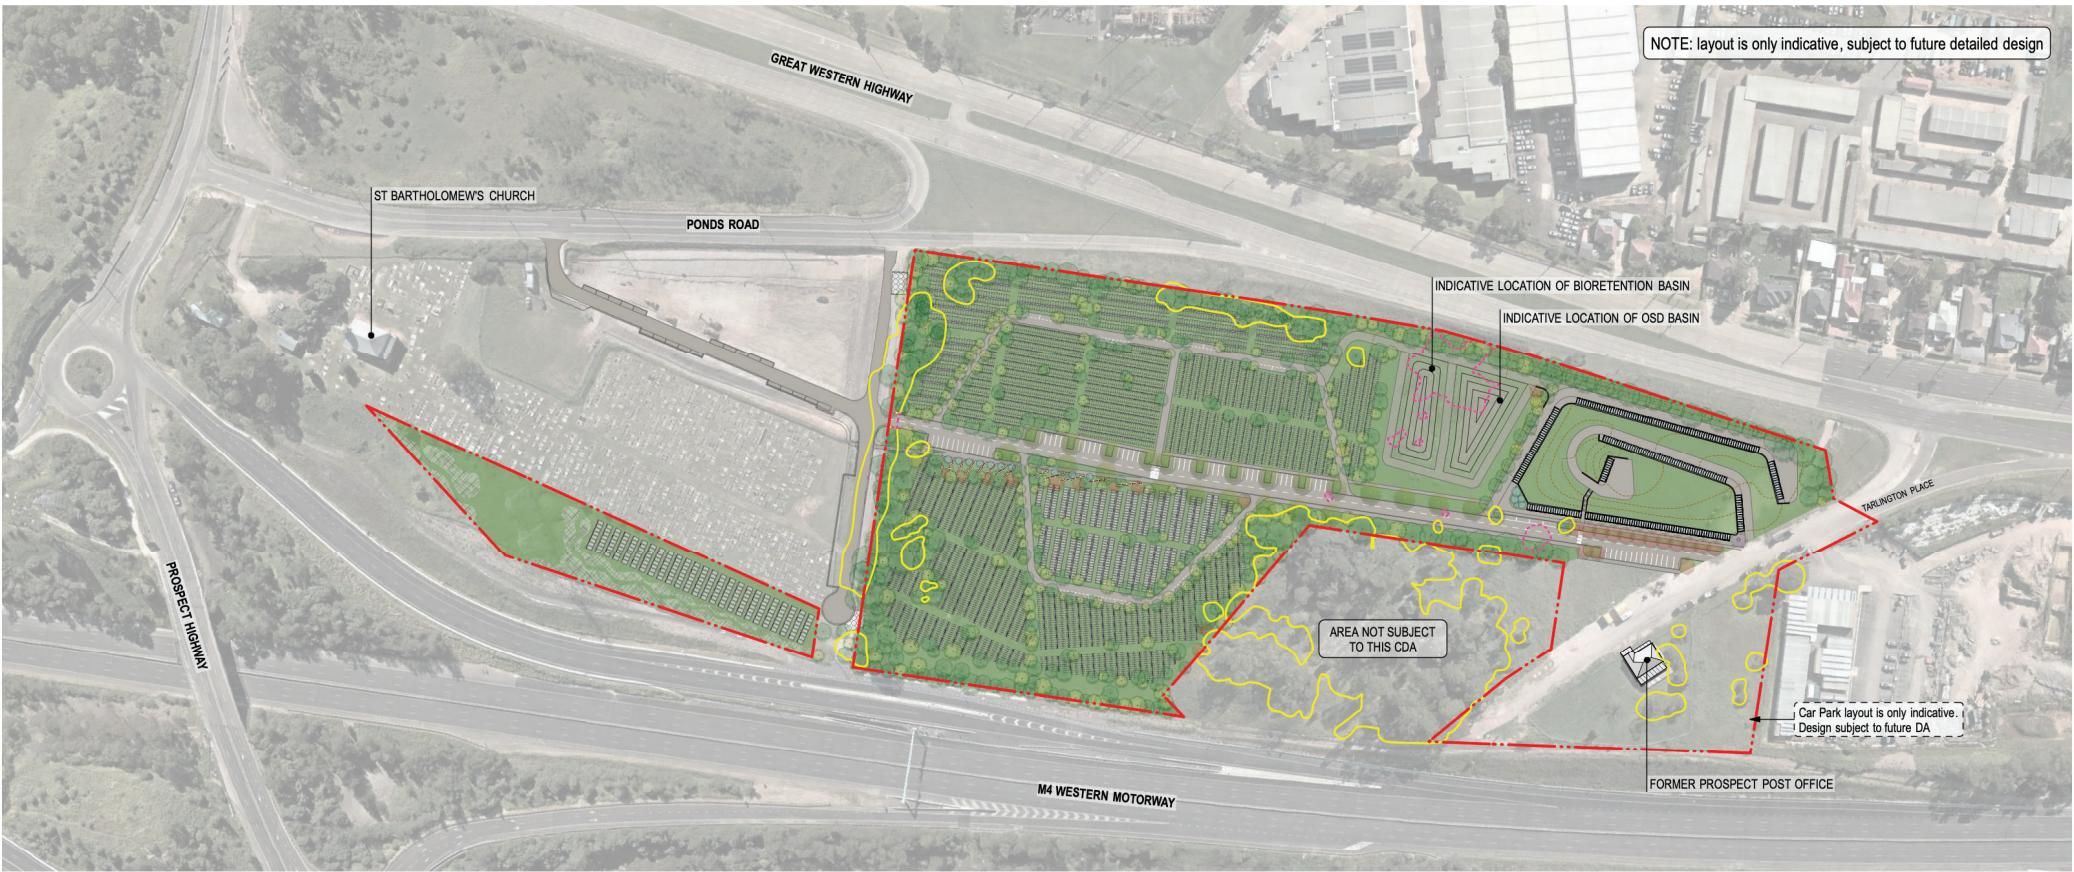 NOTE: layout is only indicative, subject to future detailed design
GREAT WESTERN HIGHWAY
ST BARTHOLOMEW'S CHURCH
PONDS ROAD
INDICATIVE LOCATION OF BIORETENTION BASIN
INDICATIVE LOCATION OF OSD BASIN
TARLINGTON PLACE
PROSPECT HIGHWAY
AREA NOT SUBJECT
TO THIS CDA
Car Park layout is only indicative.
Design subject to future DA
FORMER PROSPECT POST OFFICE
M4 WESTERN MOTORWAY